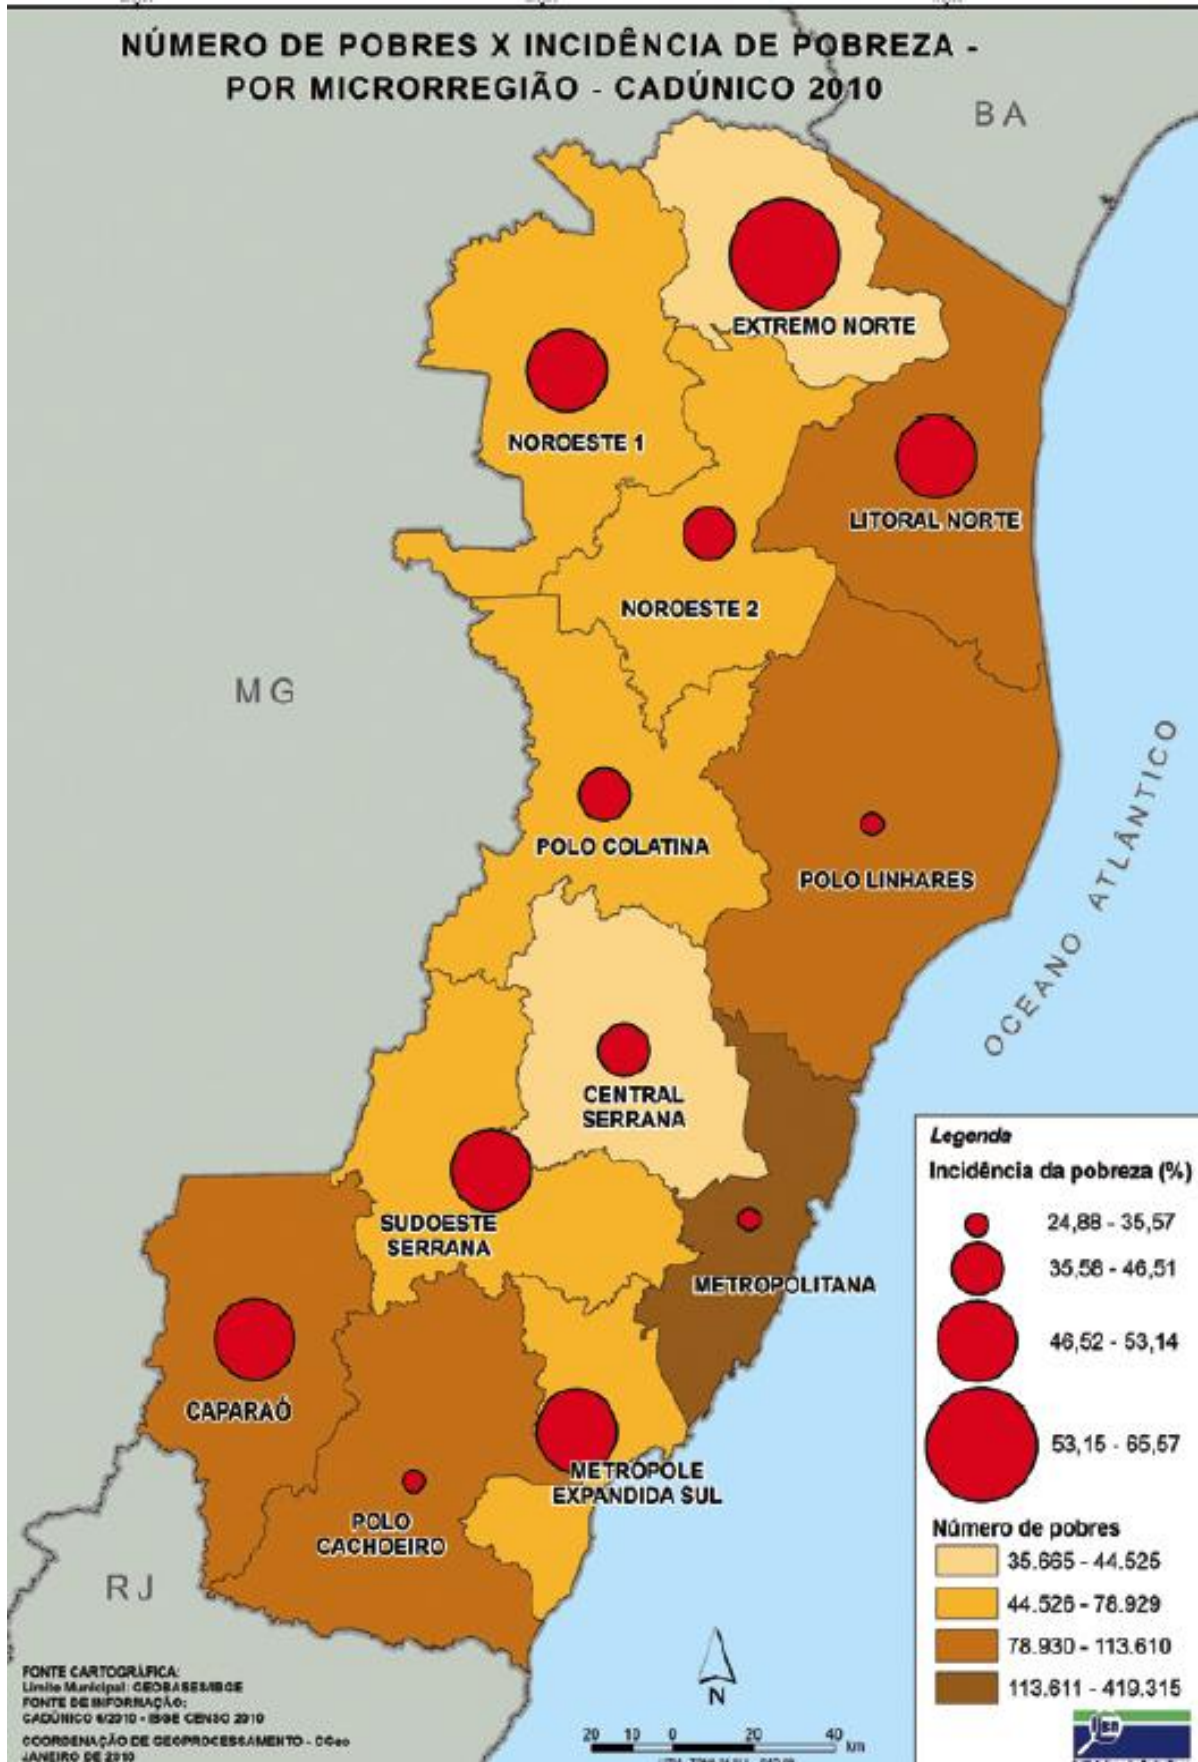 NÚMERO DE POBRES X INCIDÊNCIA DE POBREZA -
POR MICRORREGIÃO - CADÚNICO 2010
BA
EXTREMO NORTE
NOROESTE 1
LITORAL NORTE
NOROESTE 2
MG
POLO COLATINA
POLO LINHARES
OCEANO ATLÂNTICO
CENTRAL
SERRANA
SUDOESTE
SERRANA
METROPOLITANA
CAPARAÓ
METROPOLE
EXPANDIDA SUL
POLO
CACHOEIRO
RJ
Legenda
Incidência da pobreza (%)
24,88 - 35,57
35,58 - 46,51
46,52 - 53,14
53,15 - 65,57
Número de pobres
35.665 - 44.525
44.526 - 78.929
78.930 - 113.610
113.611 - 419.315
N
20 10 0 20 40 km
FONTE CARTOGRÁFICA:
Limite Municipal: GEOBASES/IBGE
FONTE DE INFORMAÇÃO:
CADÚNICO 6/2010 - IBGE CENSO 2010
COORDENAÇÃO DE GEOPROCESSAMENTO - CGeo
JANEIRO DE 2010